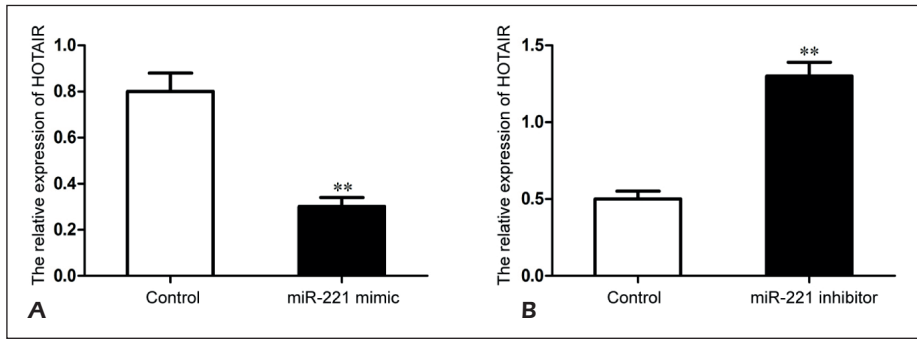 The relative expression of HOTAIR
1.0
0.8
0.6
0.4
0.2
0.0
**
Control
miR-221 mimic
A
The relative expression of HOTAIR
1.5
1.0
0.5
0.0
**
Control
miR-221 inhibitor
B